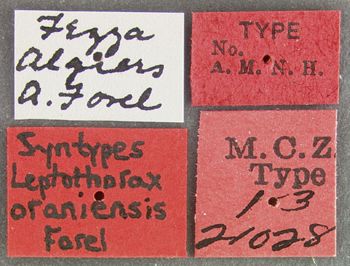 Fezza
Algiers
A. Forel
TYPE
No.
A. M. N. H.
Syntypes
Leptothorax
oraniensis
Forel
M. C. Z.
Type
1-3
21028